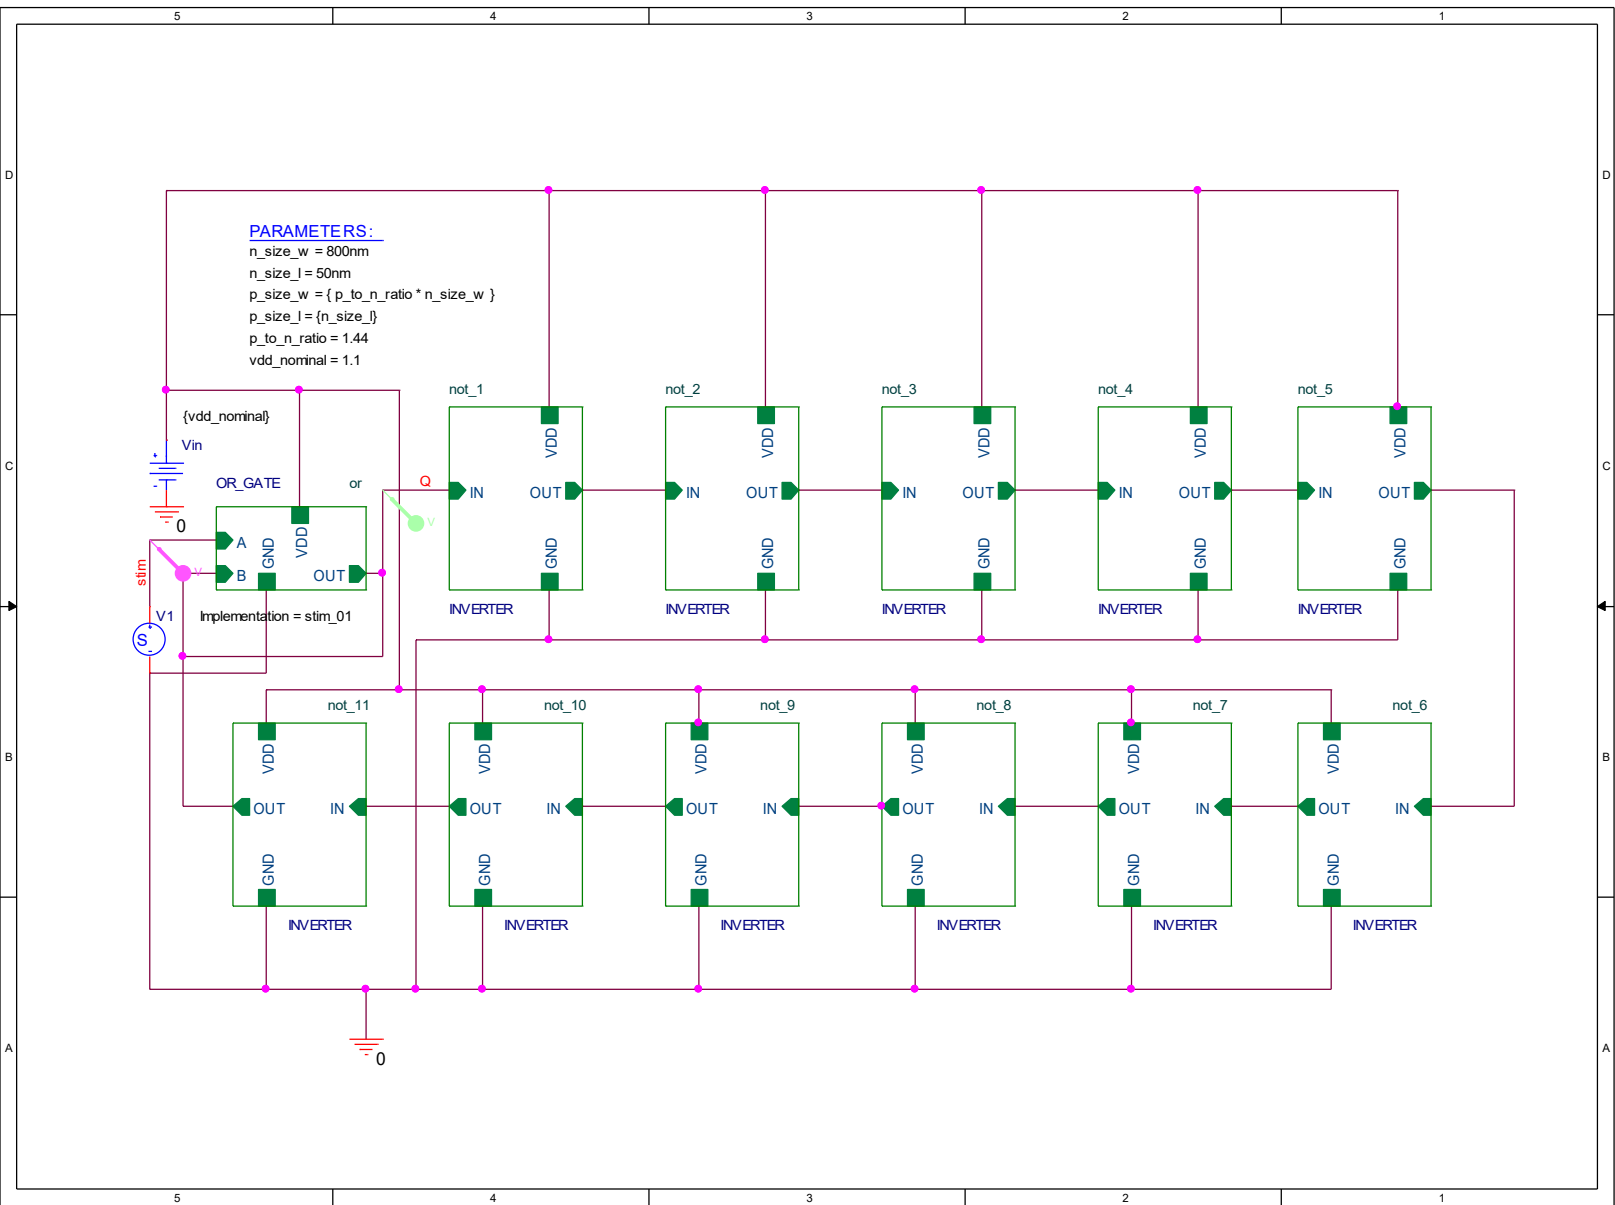 5 4 3 2 1
D D
PARAMETERS:
n_size_w = 800nm
n_size_l = 50nm
p_size_w = { p_to_n_ratio * n_size_w }
p_size_l = {n_size_l}
p_to_n_ratio = 1.44
vdd_nominal = 1.1
not_1 not_2 not_3 not_4 not_5
{vdd_nominal}
Vin
VDD VDD VDD VDD VDD
C C
+
-
OR_GATE or
Q
IN OUT IN OUT IN OUT IN OUT IN OUT
0
V
A
VDD
GND
GND GND GND GND GND
stim
V
B
OUT
INVERTER INVERTER INVERTER INVERTER INVERTER
V1
Implementation = stim_01
+
S
-
not_11 not_10 not_9 not_8 not_7 not_6
VDD VDD VDD VDD VDD VDD
B B
OUT IN OUT IN OUT IN OUT IN OUT IN OUT IN
GND GND GND GND GND GND
INVERTER INVERTER INVERTER INVERTER INVERTER INVERTER
A A
0
5 4 3 2 1